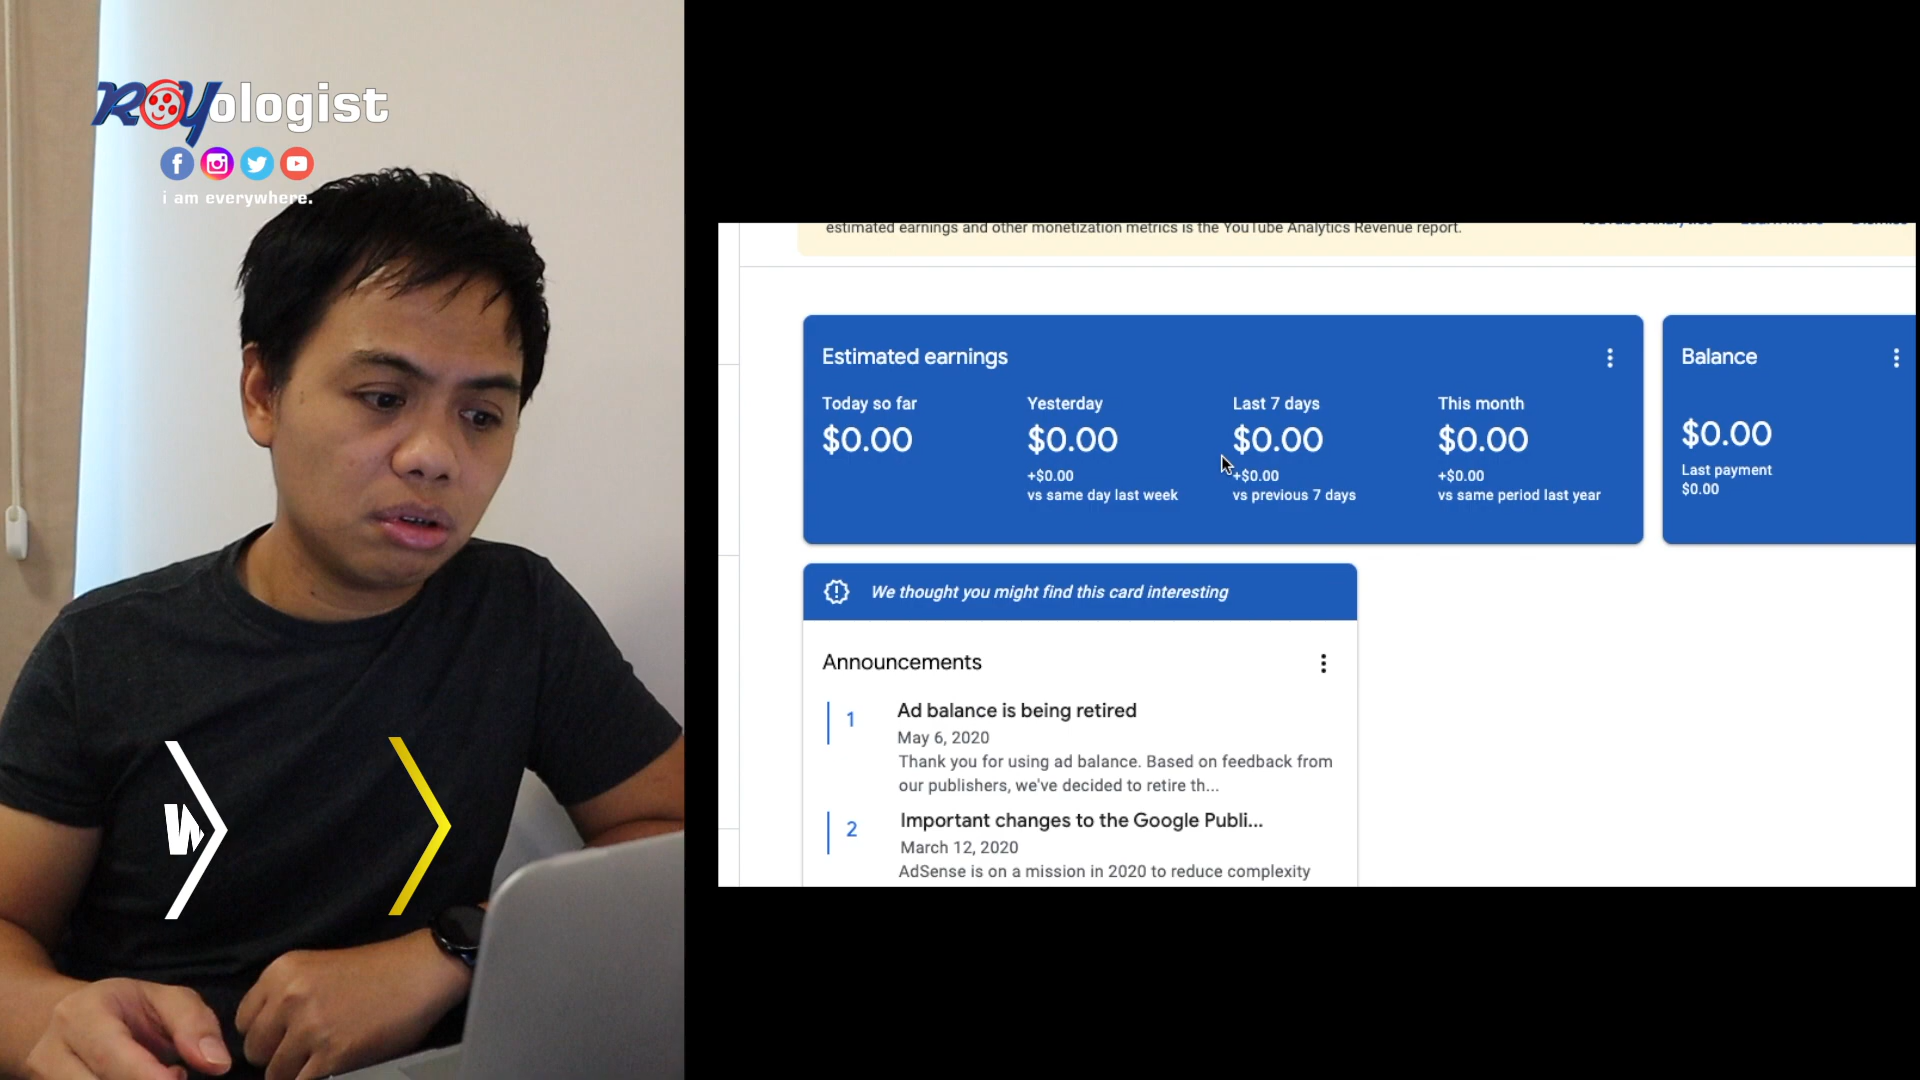 ROYologist
i am everywhere.
W
estimated earnings and other monetization metrics is the YouTube Analytics Revenue report.
Estimated earnings
Today so far
$0.00
Yesterday
$0.00
+$0.00
vs same day last week
Last 7 days
$0.00
+$0.00
vs previous 7 days
This month
$0.00
+$0.00
vs same period last year
Balance
$0.00
Last payment
$0.00
We thought you might find this card interesting
Announcements
1
Ad balance is being retired
May 6, 2020
Thank you for using ad balance. Based on feedback from
our publishers, we've decided to retire th...
2
Important changes to the Google Publi...
March 12, 2020
AdSense is on a mission in 2020 to reduce complexity